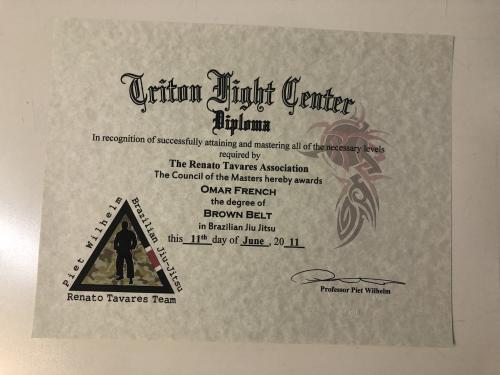 Triton Fight Center
Diploma
In recognition of successfully attaining and mastering all of the necessary levels
required by
The Renato Tavares Association
The Council of the Masters hereby awards
OMAR FRENCH
the degree of
BROWN BELT
in Brazilian Jiu Jitsu
this 11th day of June, 20 11
Piet Wilhelm
Brazilian Jiu-Jitsu
Renato Tavares Team
Professor Piet Wilhelm